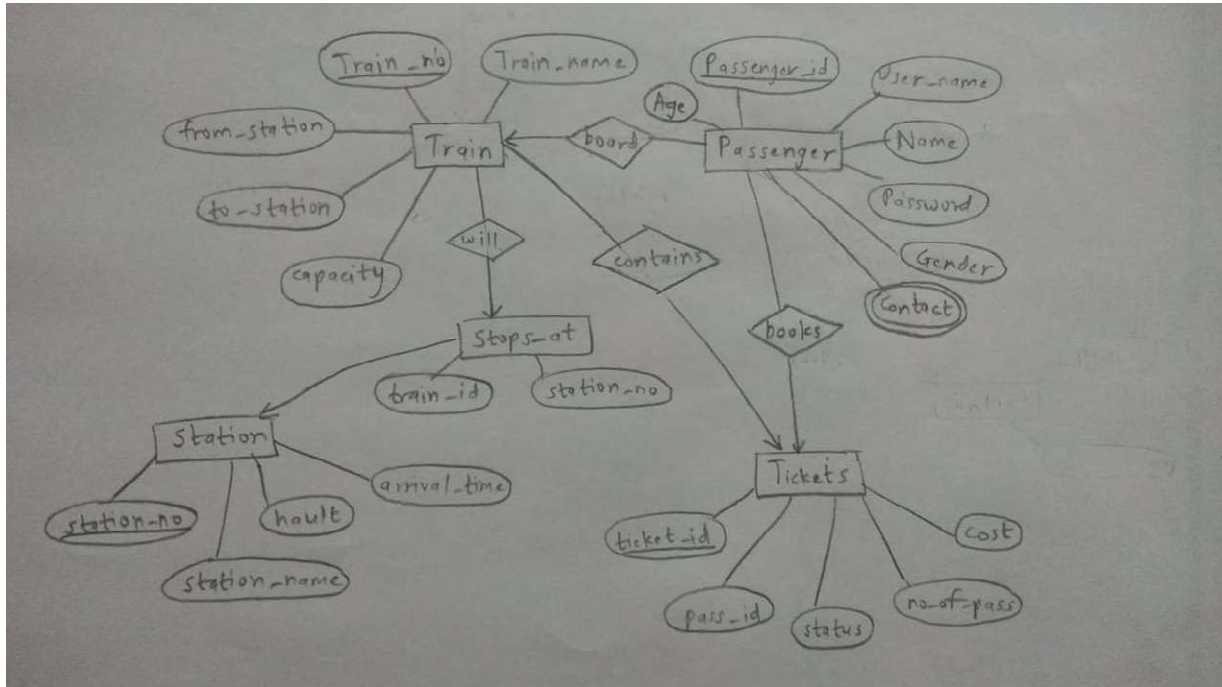 Train_no
Train_name
Passenger_id
User_name
Age
from_station
Train
board
Passenger
Name
to_station
Password
will
contains
Gender
capacity
Contact
books
Stops_at
train_id
station_no
Station
Tickets
arrival_time
station_no
hault
ticket_id
cost
station_name
pass_id
status
no_of_pass